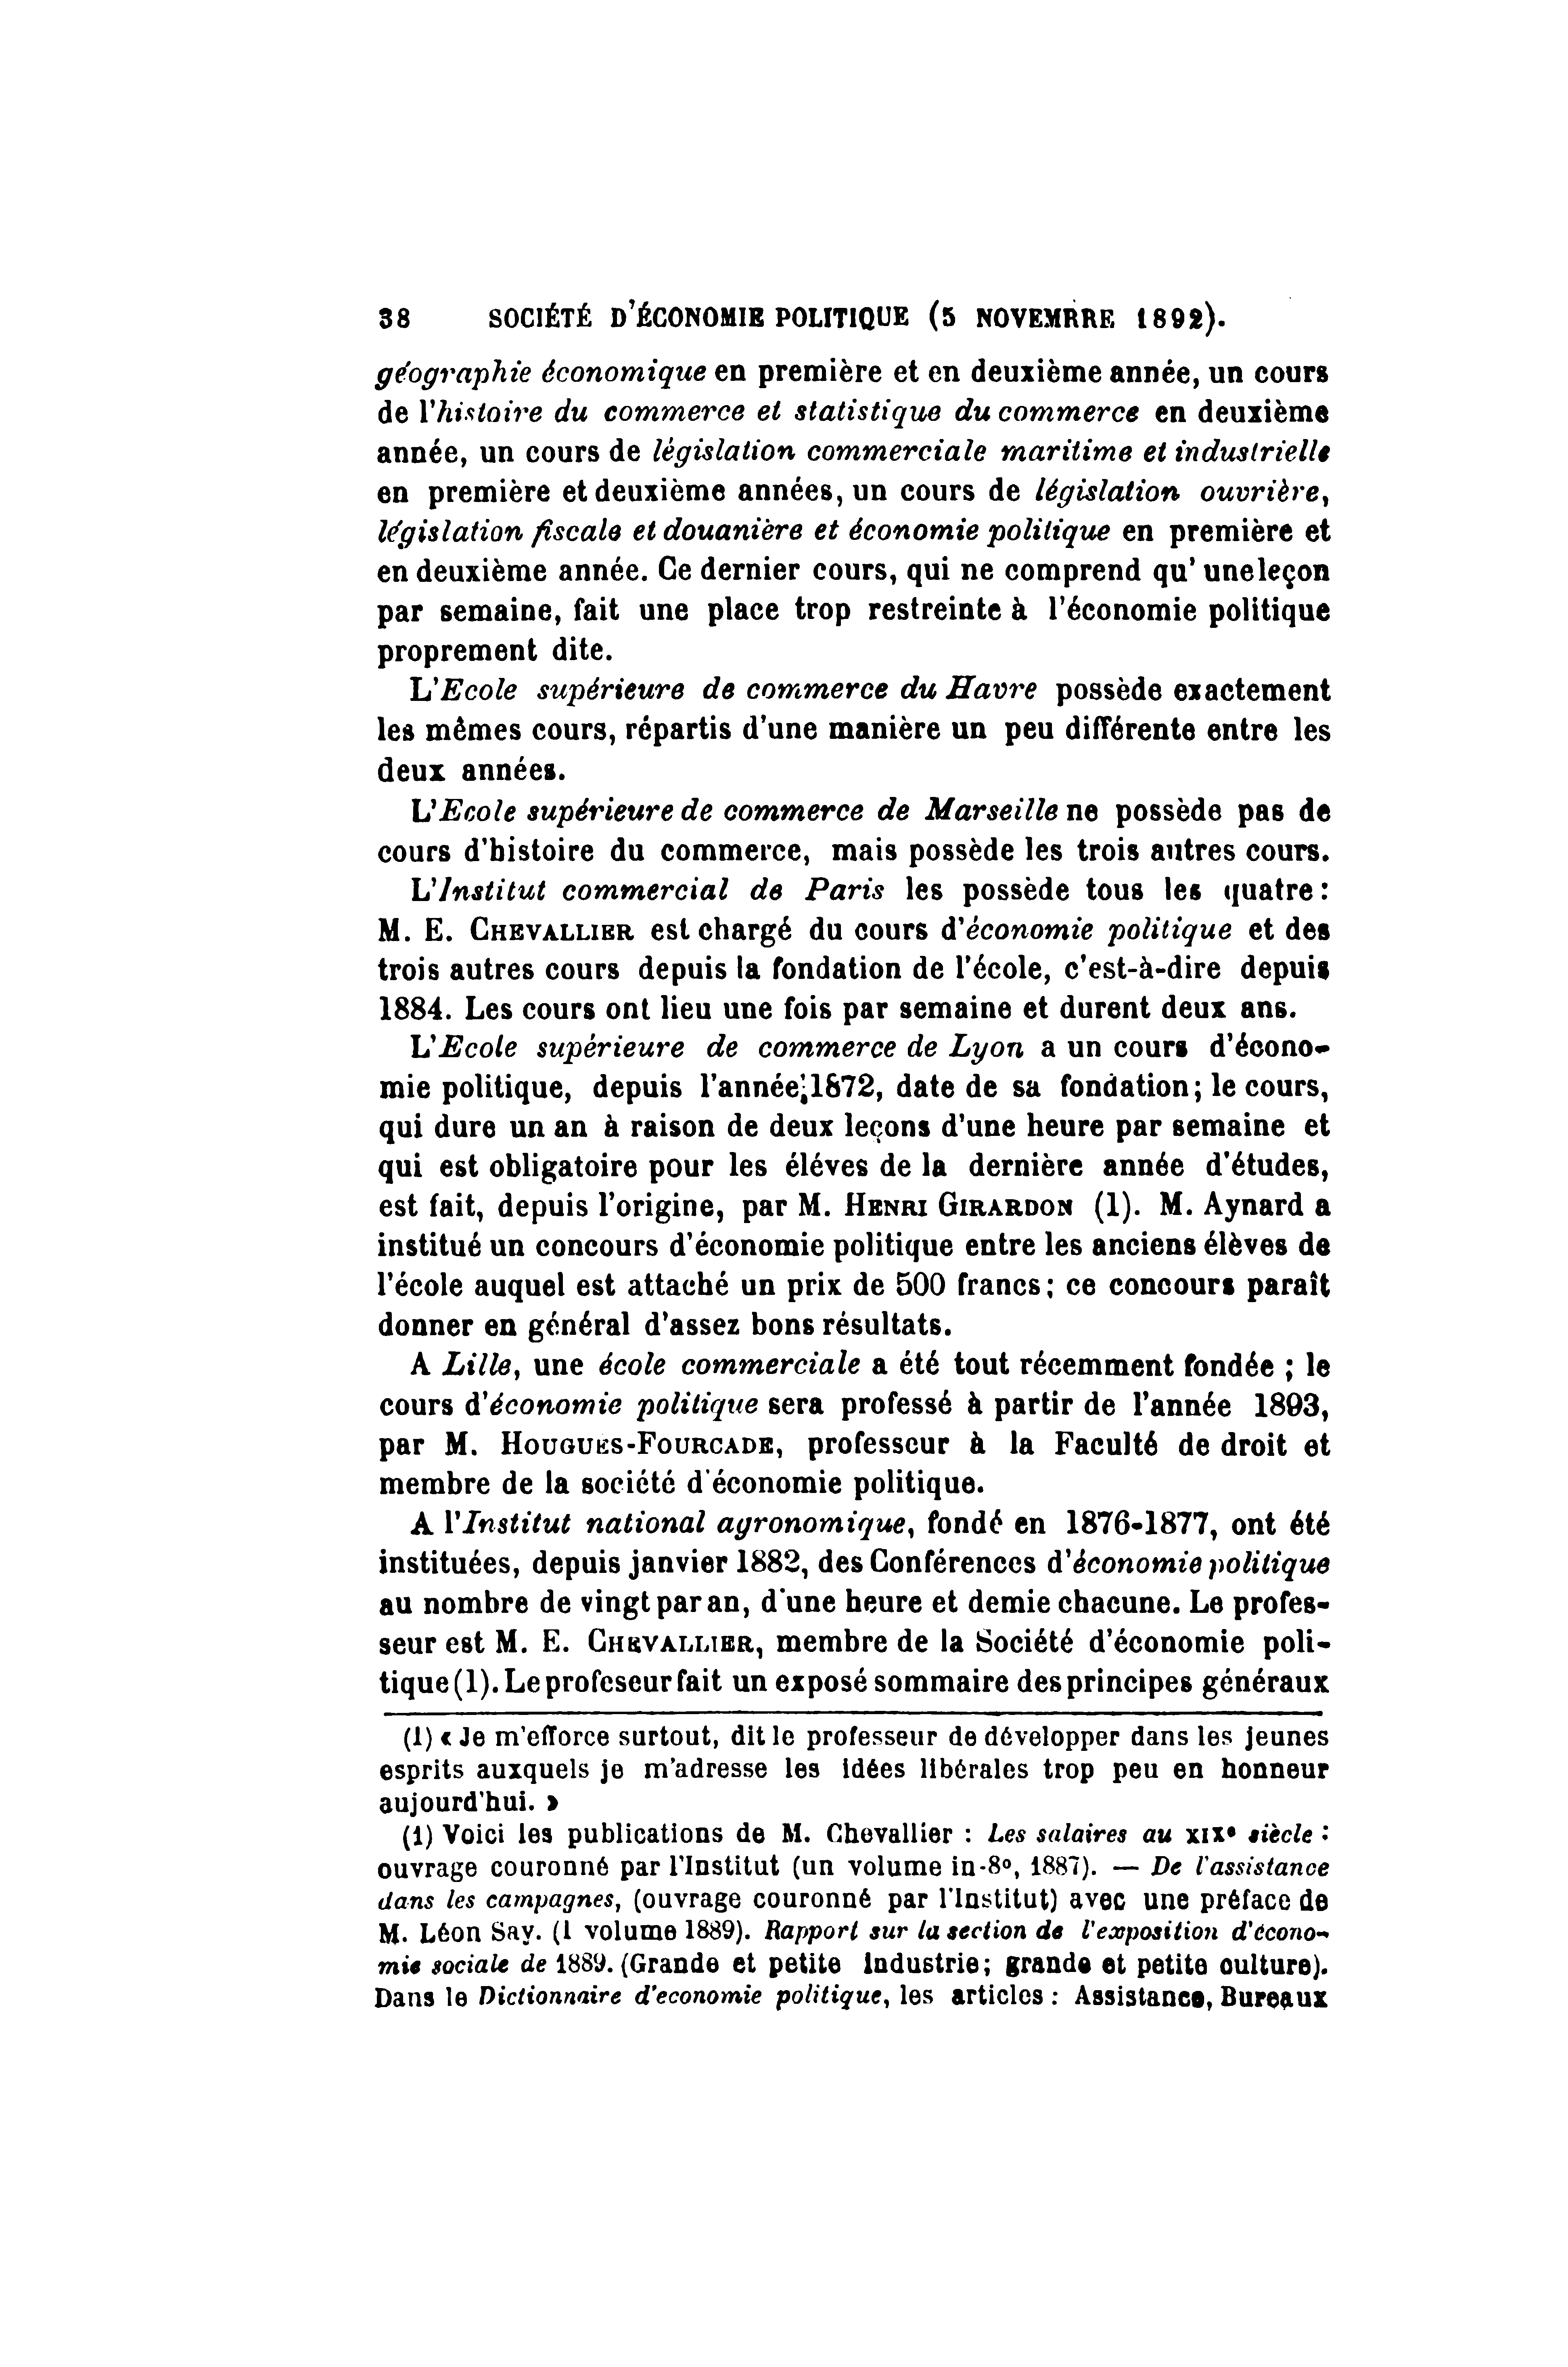 38 SOCIÉTÉ D'ÉCONOMIE POLITIQUE (5 NOVEMBRE 1892).
géographie économique en première et en deuxième année, un cours
de l'histoire du commerce et statistique du commerce en deuxième
année, un cours de législation commerciale maritime et industrielle
en première et deuxième années, un cours de législation ouvrière,
législation fiscale et douanière et économie politique en première et
en deuxième année. Ce dernier cours, qui ne comprend qu' une leçon
par semaine, fait une place trop restreinte à l'économie politique
proprement dite.
L'Ecole supérieure de commerce du Havre possède exactement
les mêmes cours, répartis d'une manière un peu différente entre les
deux années.
L'Ecole supérieure de commerce de Marseille ne possède pas de
cours d'histoire du commerce, mais possède les trois autres cours.
L'Institut commercial de Paris les possède tous les quatre :
M. E. CHEVALLIER est chargé du cours d'économie politique et des
trois autres cours depuis la fondation de l'école, c'est-à-dire depuis
1884. Les cours ont lieu une fois par semaine et durent deux ans.
L'Ecole supérieure de commerce de Lyon a un cours d'écono-
mie politique, depuis l'année 1872, date de sa fondation; le cours,
qui dure un an à raison de deux leçons d'une heure par semaine et
qui est obligatoire pour les éléves de la dernière année d'études,
est fait, depuis l'origine, par M. HENRI GIRARDON (1). M. Aynard a
institué un concours d'économie politique entre les anciens élèves de
l'école auquel est attaché un prix de 500 francs; ce concours paraît
donner en général d'assez bons résultats.
A Lille, une école commerciale a été tout récemment fondée ; le
cours d'économie politique sera professé à partir de l'année 1893,
par M. HOUGUES-FOURCADE, professeur à la Faculté de droit et
membre de la société d'économie politique.
A l'Institut national agronomique, fondé en 1876-1877, ont été
instituées, depuis janvier 1882, des Conférences d'économie politique
au nombre de vingt par an, d'une heure et demie chacune. Le profes-
seur est M. E. CHEVALLIER, membre de la Société d'économie poli-
tique (1). Le profeseur fait un exposé sommaire des principes généraux
(1) « Je m'efforce surtout, dit le professeur de développer dans les jeunes
esprits auxquels je m'adresse les idées libérales trop peu en honneur
aujourd'hui. »
(1) Voici les publications de M. Chevallier : Les salaires au XIXe siècle :
ouvrage couronné par l'Institut (un volume in-8o, 1887). — De l'assistance
dans les campagnes, (ouvrage couronné par l'Institut) avec une préface de
M. Léon Say. (1 volume 1889). Rapport sur la section de l'exposition d'écono-
mie sociale de 1889. (Grande et petite Industrie; grande et petite culture).
Dans le Dictionnaire d'economie politique, les articles : Assistance, Bureaux